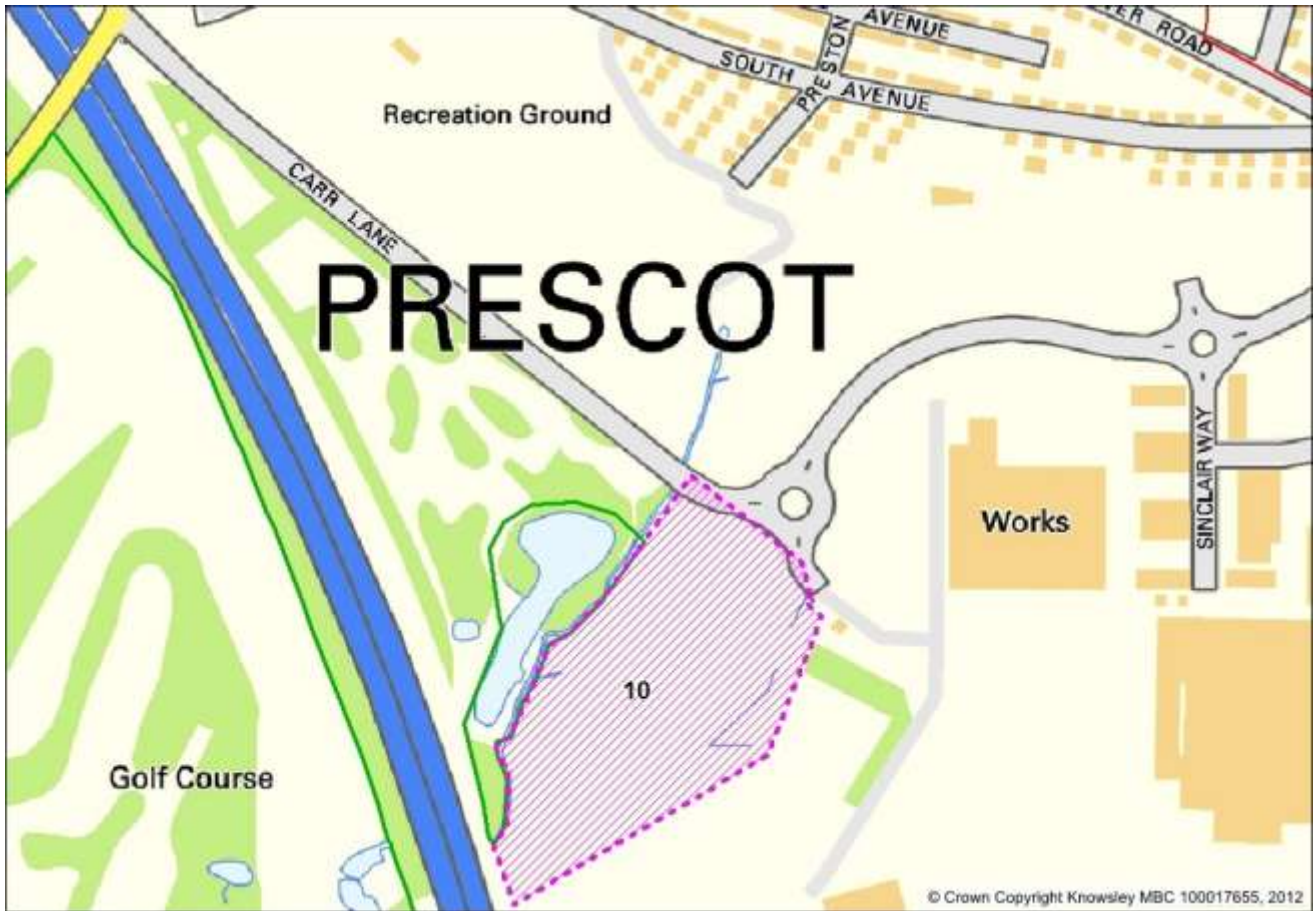 AVENUE
VER ROAD
SOUTH AVENUE
PRESTON
Recreation Ground
CARR LANE
PRESCOT
SINCLAIR WAY
Works
10
Golf Course
© Crown Copyright Knowsley MBC 100017655, 2012